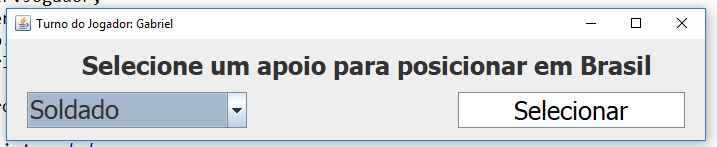 Turno do Jogador: Gabriel
Selecione um apoio para posicionar em Brasil
Soldado
Selecionar